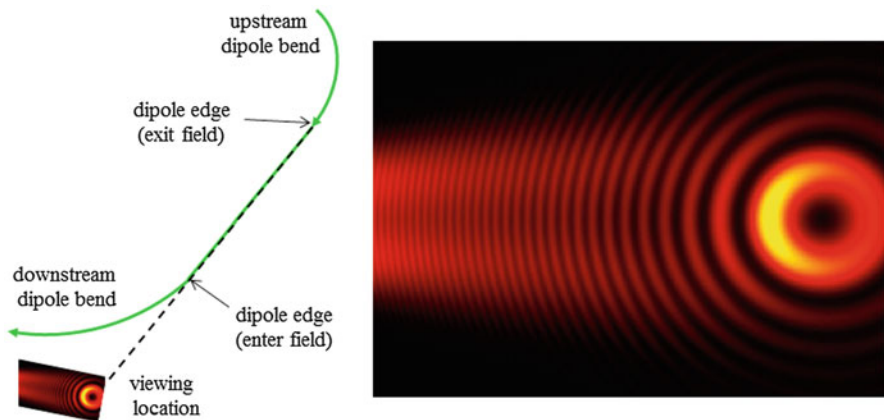 upstream
dipole bend
dipole edge
(exit field)
downstream
dipole bend
dipole edge
(enter field)
viewing
location